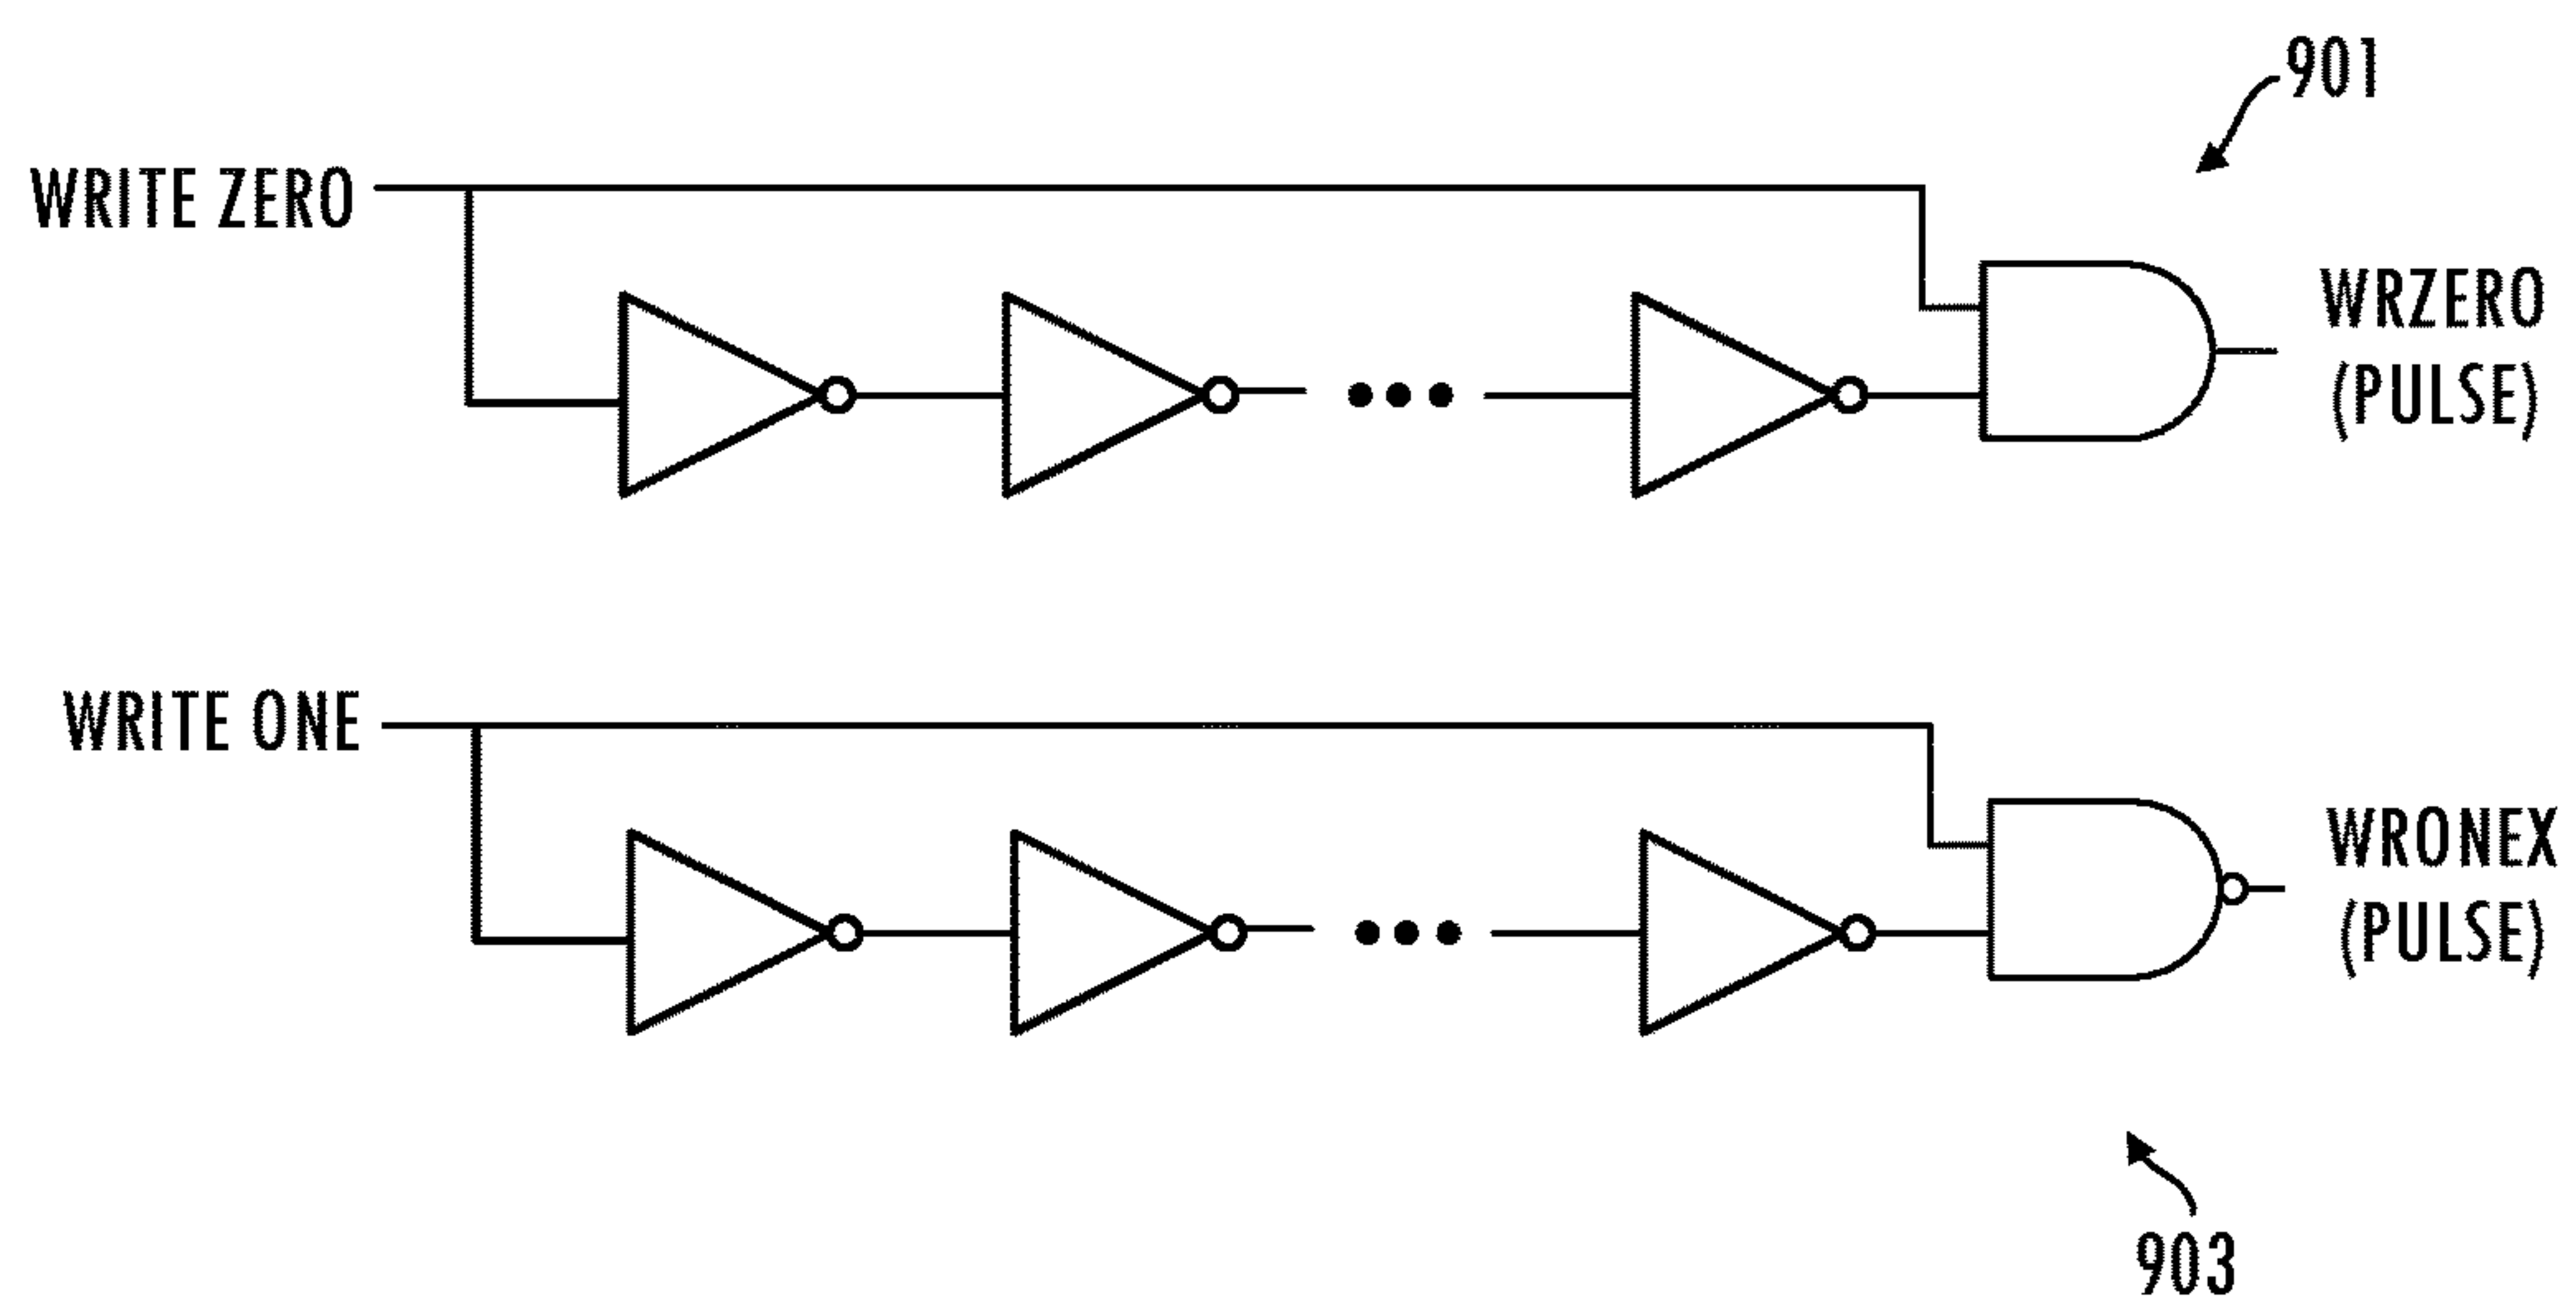 901
WRITE ZERO
WRZERO
(PULSE)
WRITE ONE
WRONEX
(PULSE)
903